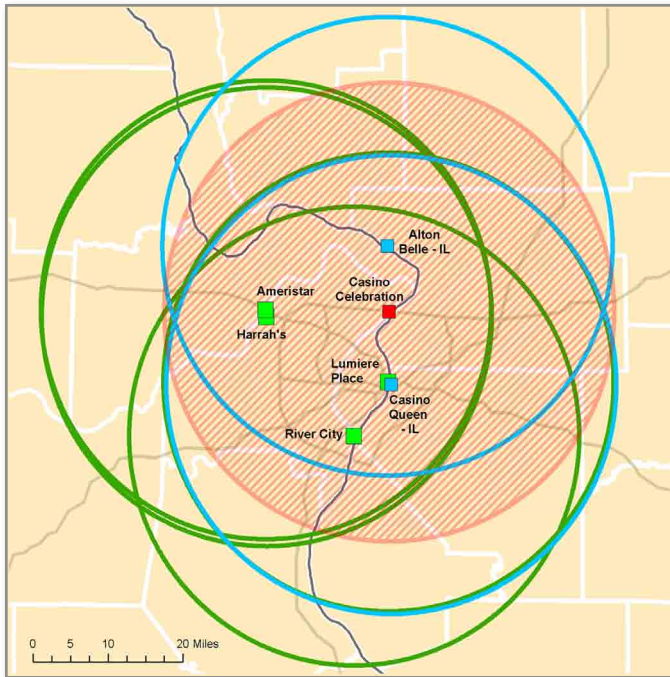 Alton
Belle - IL
Ameristar
Casino
Celebration
Harrah's
Lumiere
Place
Casino
Queen
- IL
River City
0 5 10 20 Miles